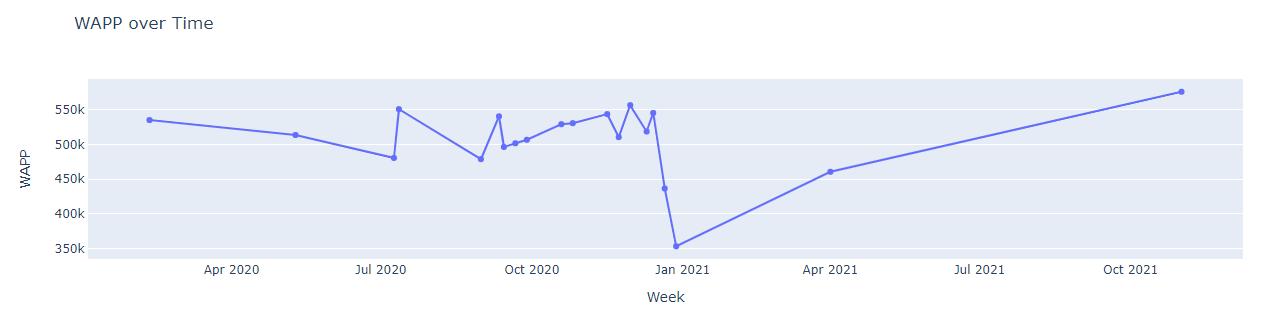 WAPP over Time
WAPP
550k
500k
450k
400k
350k
Apr 2020
Jul 2020
Oct 2020
Jan 2021
Apr 2021
Jul 2021
Oct 2021
Week